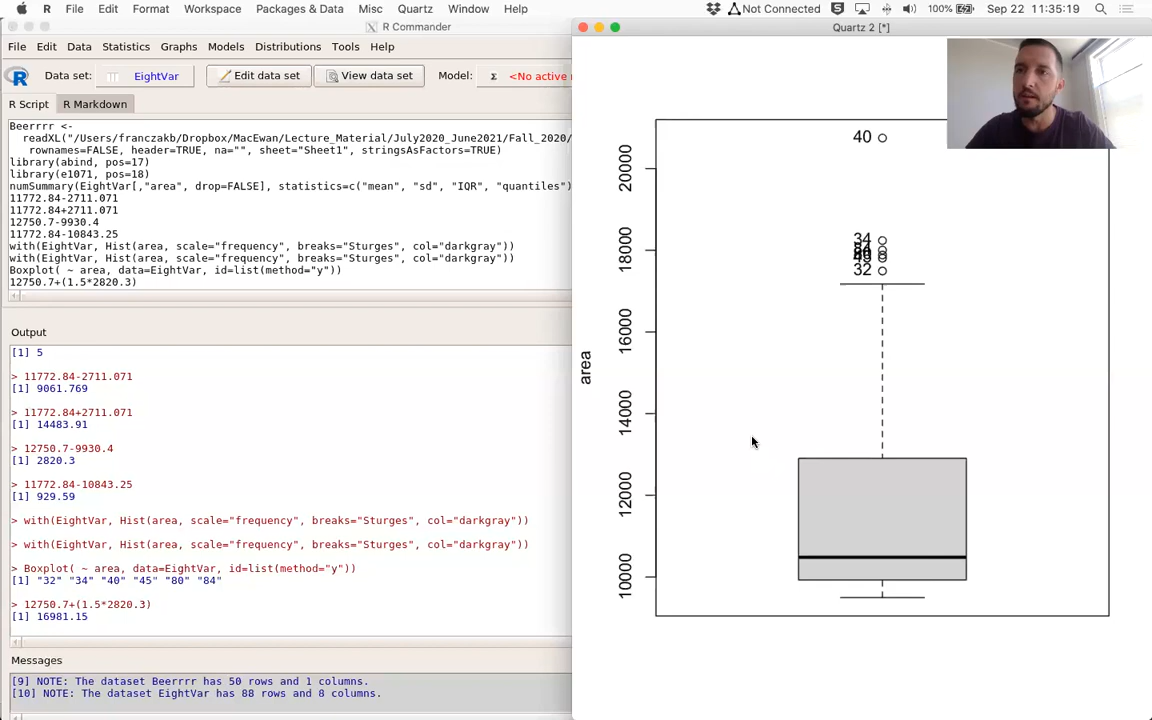 R File Edit Format Workspace Packages & Data Misc Quartz Window Help Not Connected 100% Sep 22 11:35:19
R Commander
Quartz 2 [*]
File Edit Data Statistics Graphs Models Distributions Tools Help
R Data set: EightVar Edit data set View data set Model: Σ <No active
R Script R Markdown
Beerrrr <-
readXL("/Users/franczakb/Dropbox/MacEwan/Lecture_Material/July2020_June2021/Fall_2020/
rownames=FALSE, header=TRUE, na="", sheet="Sheet1", stringsAsFactors=TRUE)
library(abind, pos=17)
library(e1071, pos=18)
numSummary(EightVar[,"area", drop=FALSE], statistics=c("mean", "sd", "IQR", "quantiles")
11772.84-2711.071
11772.84+2711.071
12750.7-9930.4
11772.84-10843.25
with(EightVar, Hist(area, scale="frequency", breaks="Sturges", col="darkgray"))
with(EightVar, Hist(area, scale="frequency", breaks="Sturges", col="darkgray"))
Boxplot( ~ area, data=EightVar, id=list(method="y"))
12750.7+(1.5*2820.3)
Output
[1] 5
> 11772.84-2711.071
[1] 9061.769
> 11772.84+2711.071
[1] 14483.91
> 12750.7-9930.4
[1] 2820.3
> 11772.84-10843.25
[1] 929.59
> with(EightVar, Hist(area, scale="frequency", breaks="Sturges", col="darkgray"))
> with(EightVar, Hist(area, scale="frequency", breaks="Sturges", col="darkgray"))
> Boxplot( ~ area, data=EightVar, id=list(method="y"))
[1] "32" "34" "40" "45" "80" "84"
> 12750.7+(1.5*2820.3)
[1] 16981.15
Messages
[9] NOTE: The dataset Beerrrr has 50 rows and 1 columns.
[10] NOTE: The dataset EightVar has 88 rows and 8 columns.
40
34
32
20000
18000
16000
14000
12000
10000
area